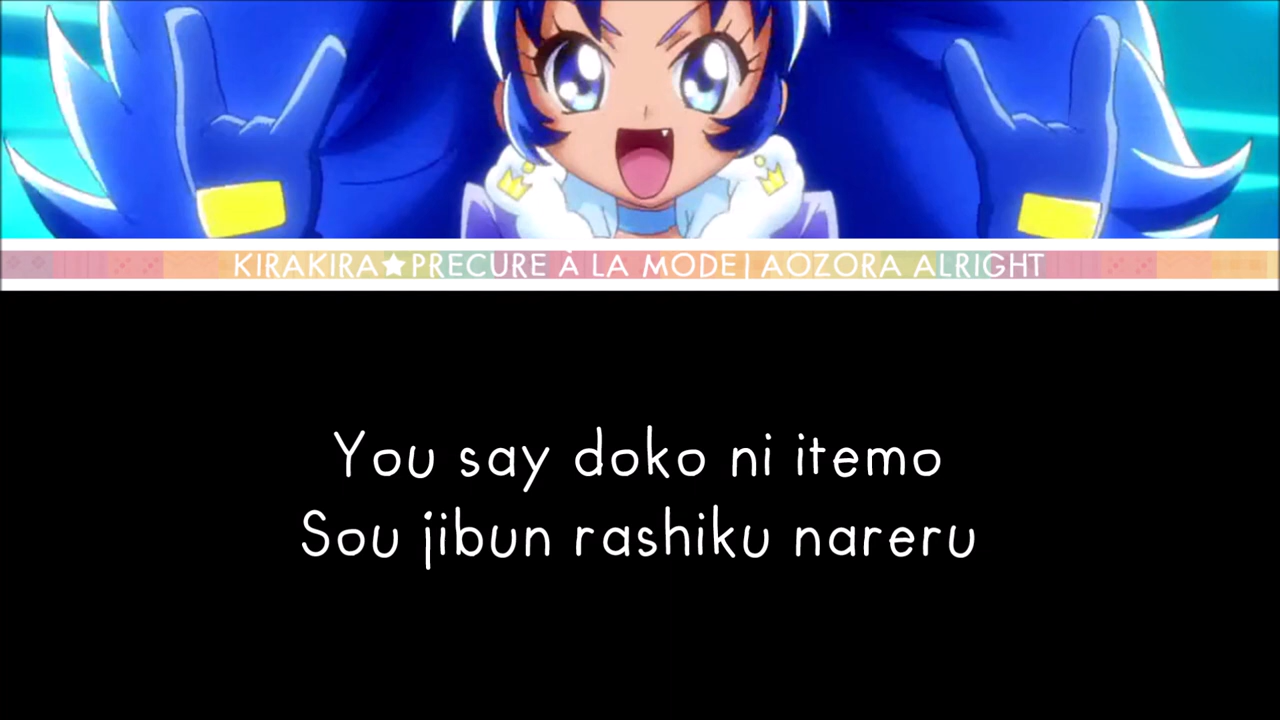 KIRAKIRA★PRECURE À LA MODE| AOZORA ALRIGHT
You say doko ni itemo
Sou jibun rashiku nareru